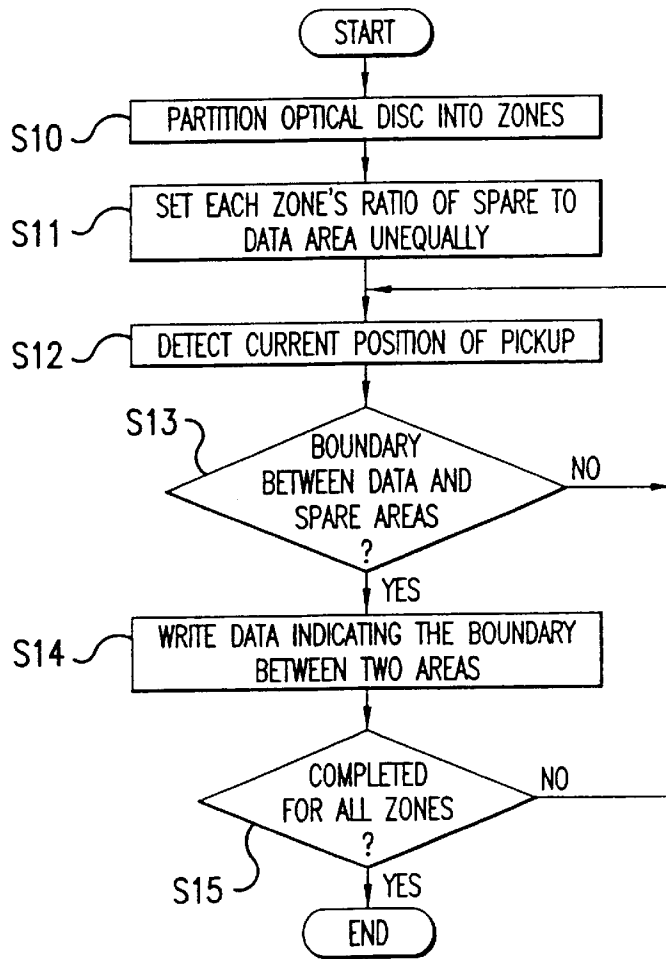 START
S10
PARTITION OPTICAL DISC INTO ZONES
S11
SET EACH ZONE'S RATIO OF SPARE TO
DATA AREA UNEQUALLY
S12
DETECT CURRENT POSITION OF PICKUP
S13
BOUNDARY
BETWEEN DATA AND
SPARE AREAS
?
NO
YES
S14
WRITE DATA INDICATING THE BOUNDARY
BETWEEN TWO AREAS
COMPLETED
FOR ALL ZONES
?
NO
S15
YES
END